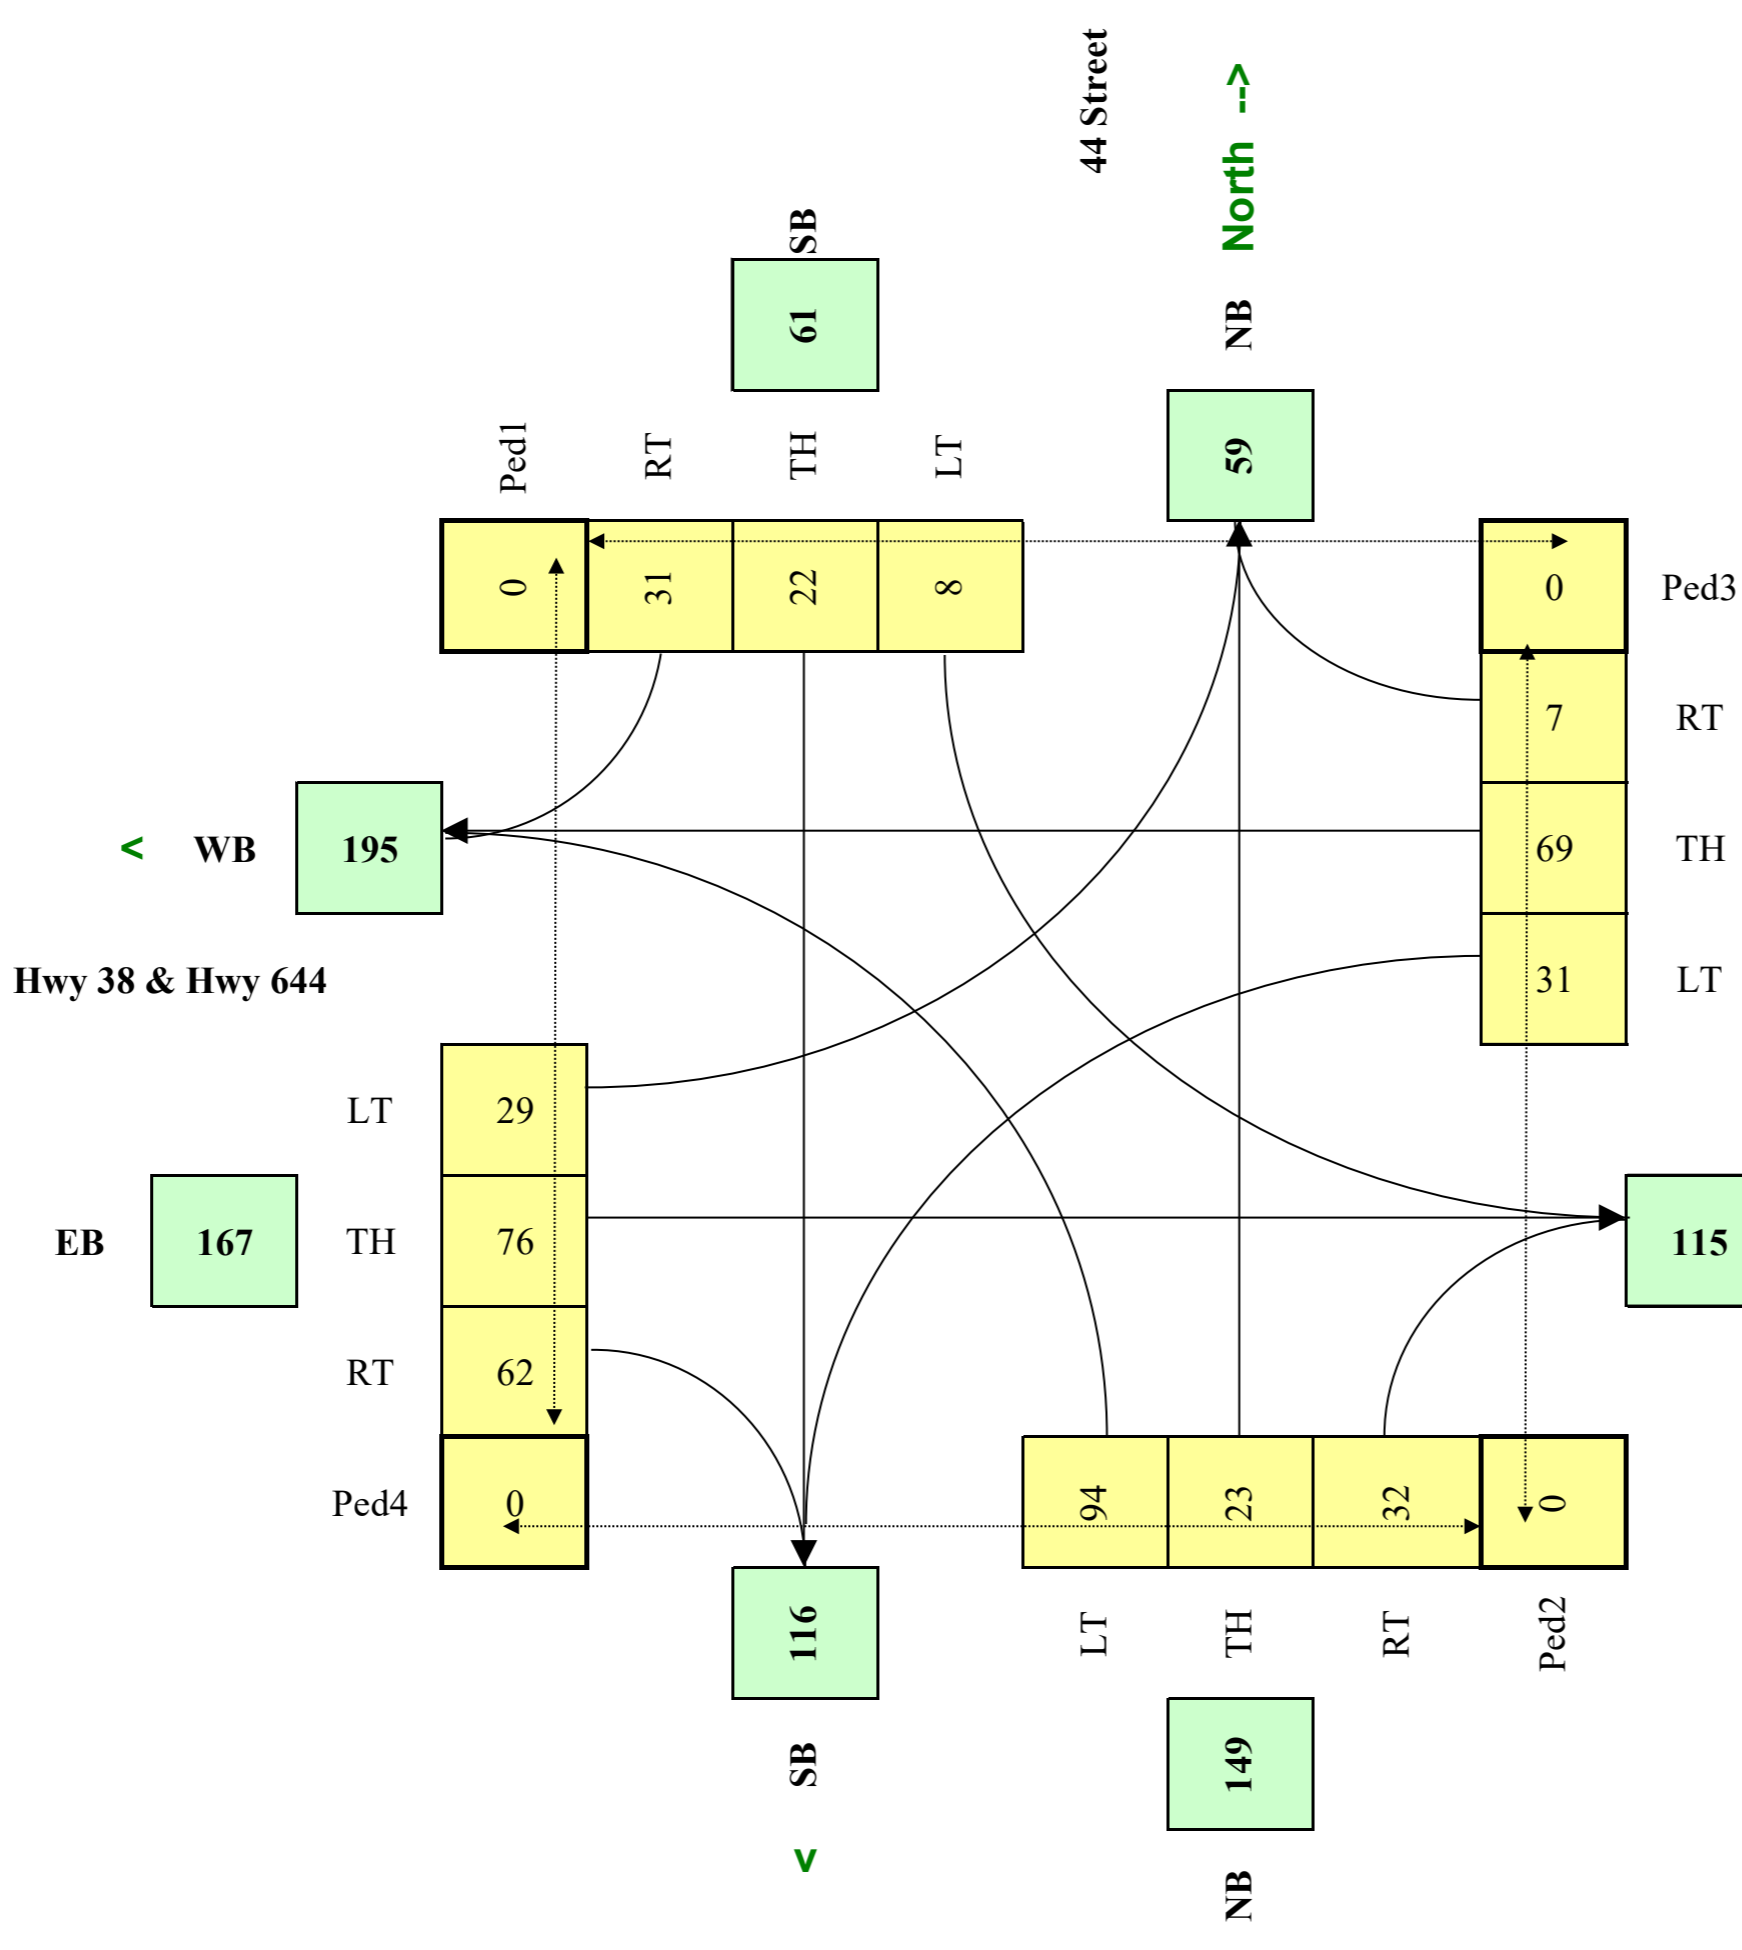 44 Street
North -->
SB
NB
61
59
Ped1
RT
TH
LT
0
31
22
8
0
Ped3
7
RT
< WB 195
69
TH
Hwy 38 & Hwy 644
31
LT
LT
29
EB 167
TH
76
115
RT
62
Ped4
0
94
23
32
0
116
LT
TH
RT
Ped2
SB
149
<
NB